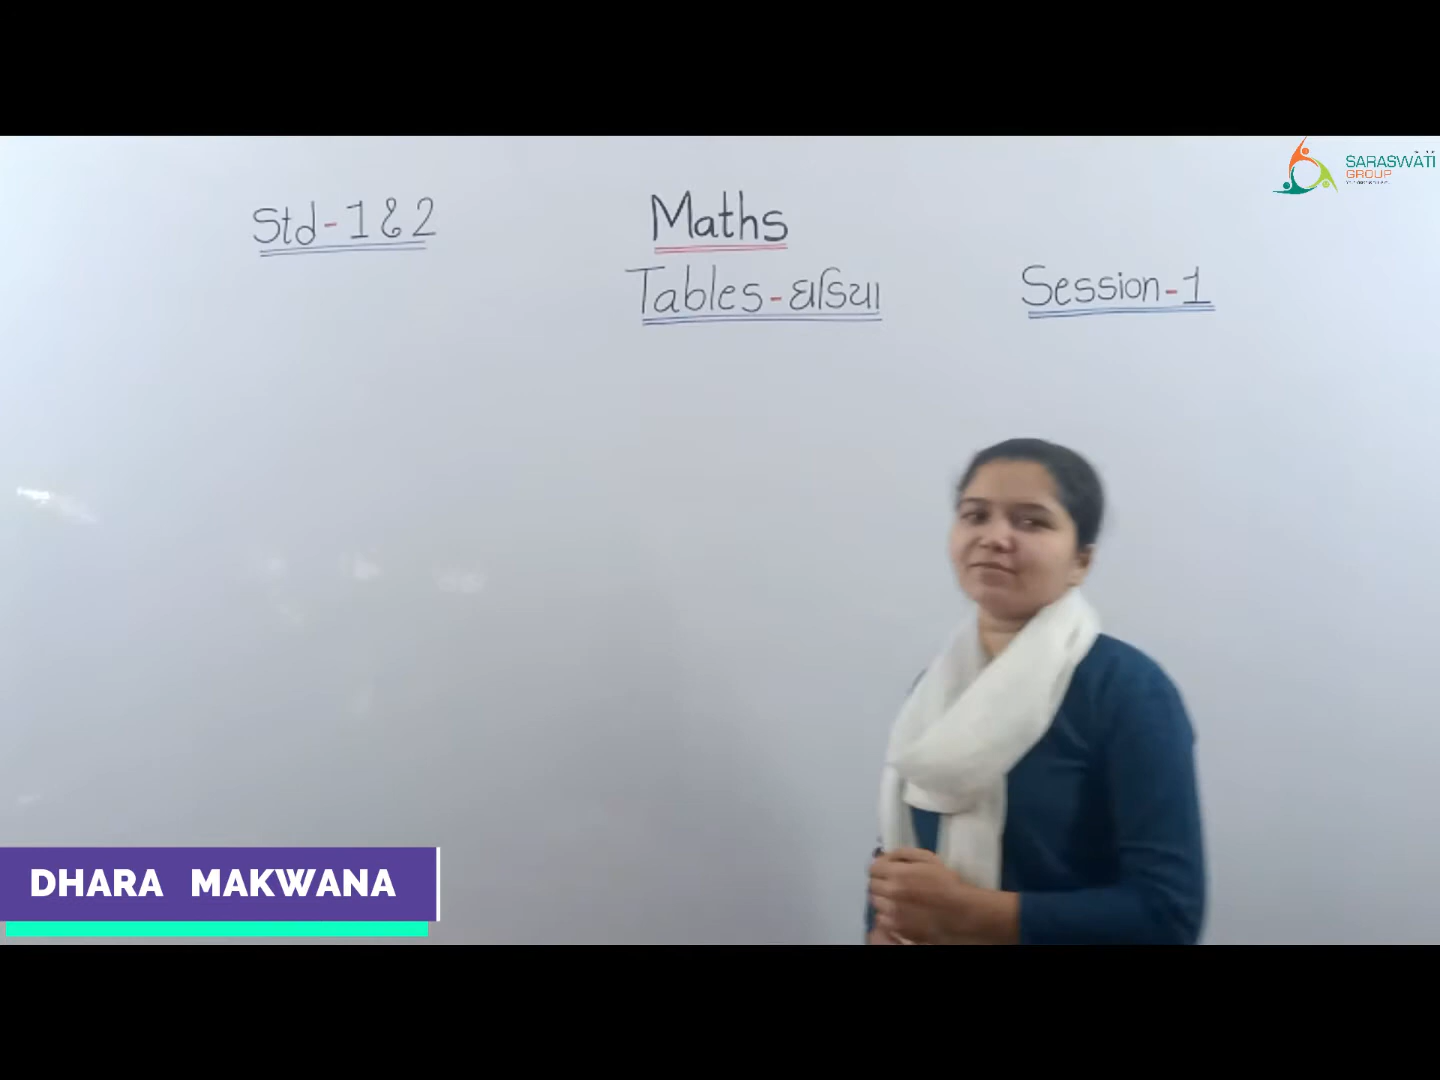 SARASWATI
GROUP
Std-1 & 2
Maths
Tables-ઘડિયા
Session-1
DHARA MAKWANA